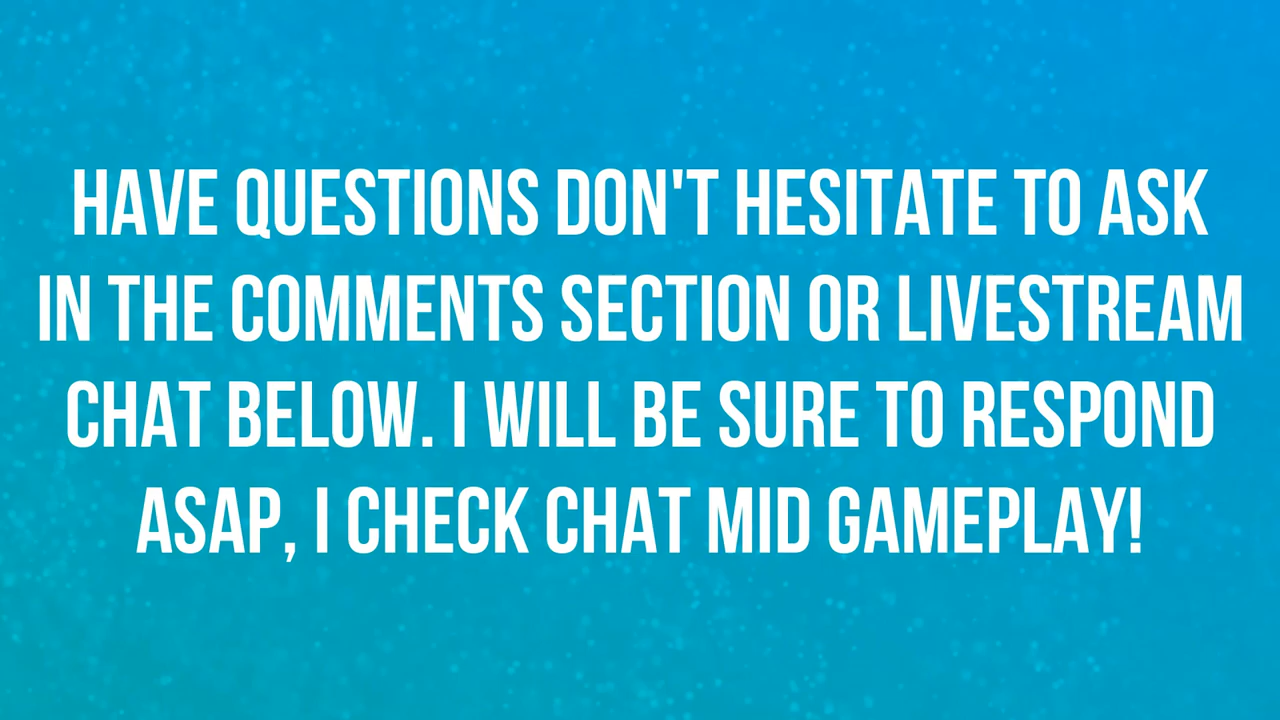 HAVE QUESTIONS DON'T HESITATE TO ASK
IN THE COMMENTS SECTION OR LIVESTREAM
CHAT BELOW. I WILL BE SURE TO RESPOND
ASAP, I CHECK CHAT MID GAMEPLAY!